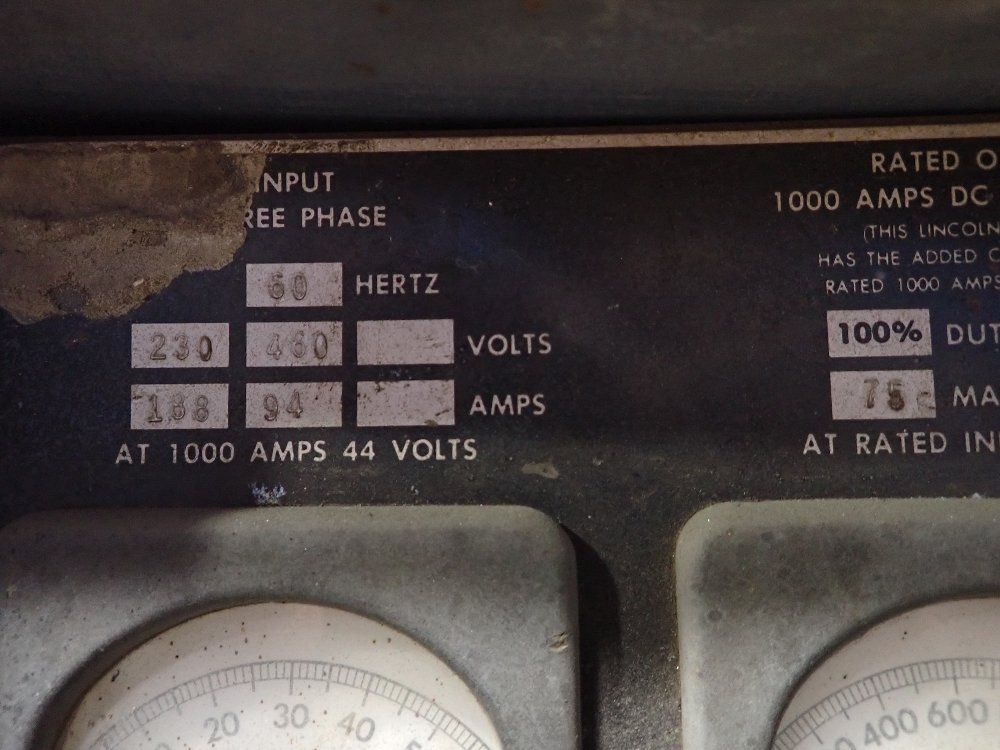 INPUT
REE PHASE
60 HERTZ
230 460 VOLTS
188 94 AMPS
AT 1000 AMPS 44 VOLTS
RATED O
1000 AMPS DC
(THIS LINCOLN
HAS THE ADDED C
RATED 1000 AMPS
100% DUT
75 MA
AT RATED IN
20 30 40
400 600